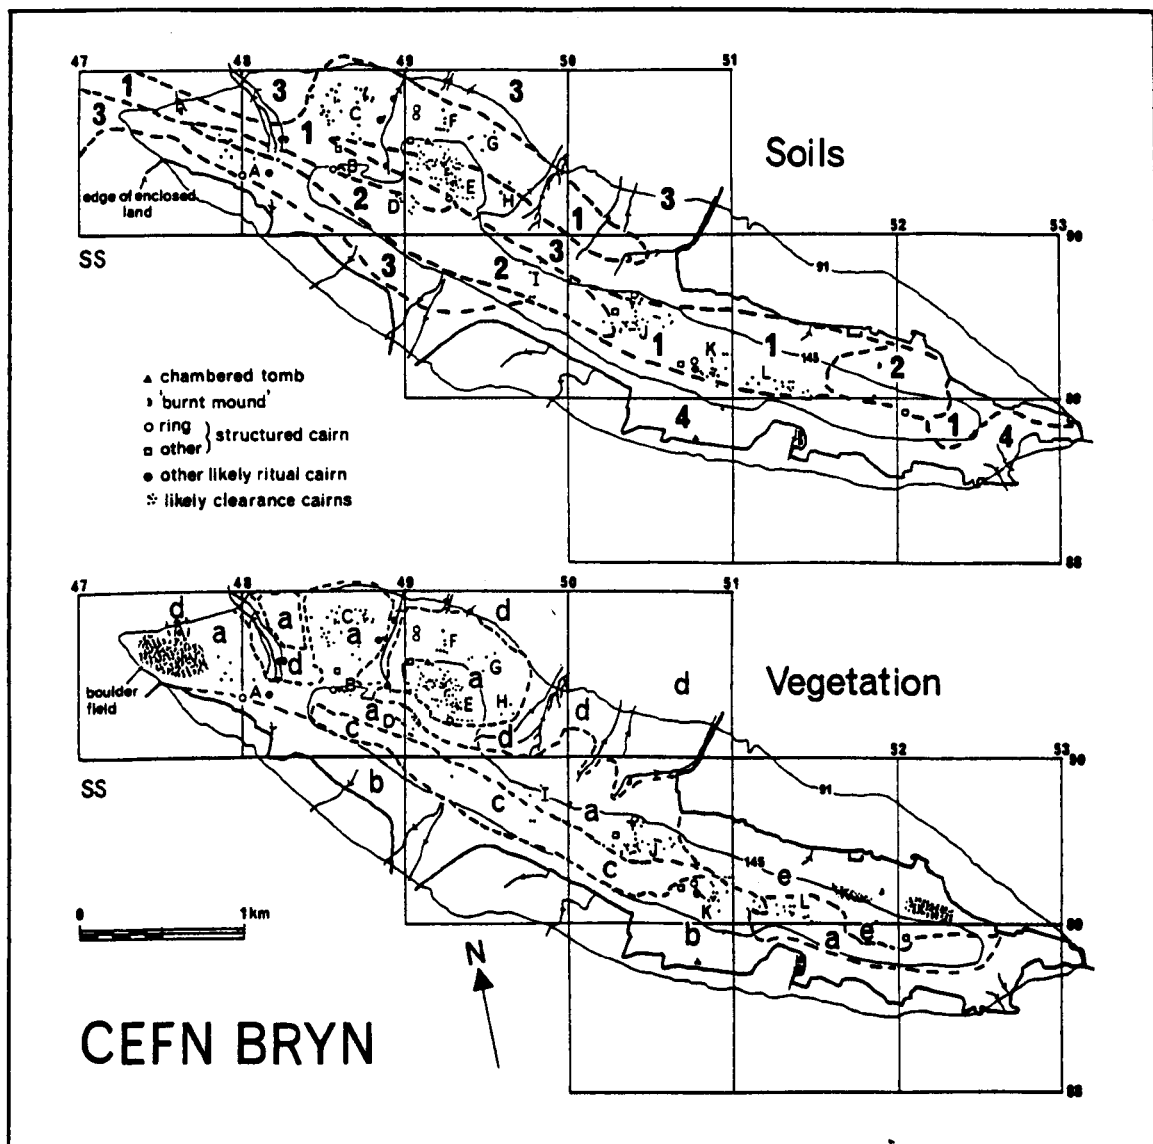 47 48 49 50 51
1 3 3
3 1 C 8 F
G
Soils
A B E
2 D E H 3
edge of enclosed
land
1 52 53
90
SS
3 2 I 3 91
J 1 K 1 145
L 2
▲ chambered tomb
'burnt mound'
○ ring
□ other } structured cairn
● other likely ritual cairn
likely clearance cairns
4 1 4
89
88
47 48 49 50 51
d a a C a 8 F d
d G
d
Vegetation
boulder
field
A B a E H
a D d d
c
52 53
90
SS
b c I a 91
J 145 e
c K L
b a e
89
0 1km
N
88
CEFN BRYN